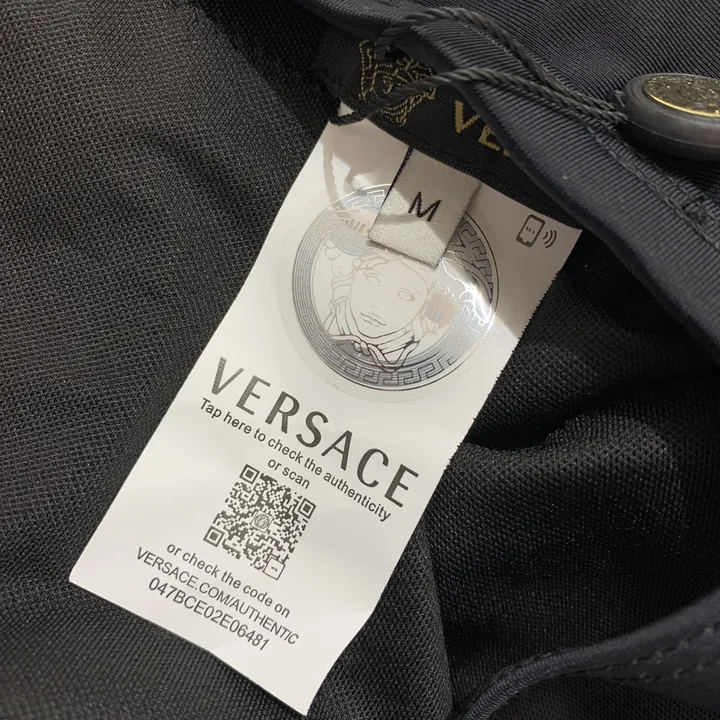 M
VERSACE
Tap here to check the authenticity
or scan
or check the code on
VERSACE.COM/AUTHENTIC
047BCE02E06481